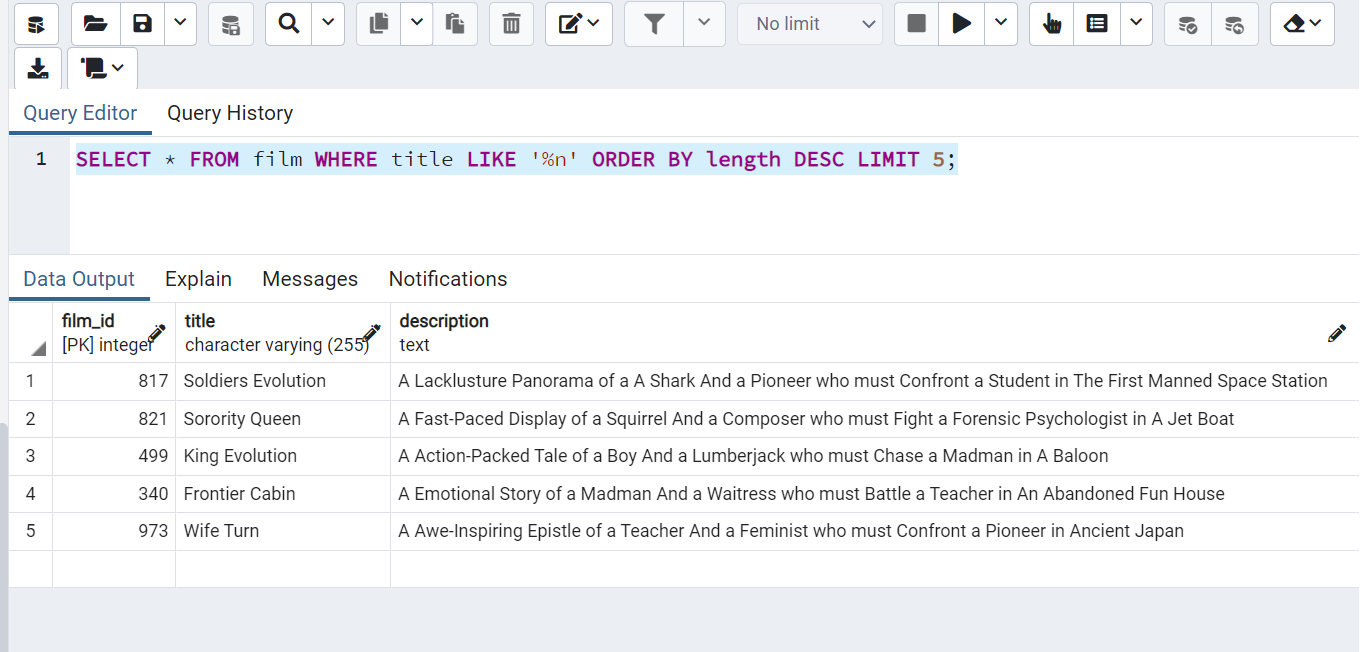 No limit
Query Editor Query History
1 SELECT * FROM film WHERE title LIKE '%n' ORDER BY length DESC LIMIT 5;
Data Output Explain Messages Notifications
film_id title description
[PK] integer character varying (255) text
1 817 Soldiers Evolution A Lacklusture Panorama of a A Shark And a Pioneer who must Confront a Student in The First Manned Space Station
2 821 Sorority Queen A Fast-Paced Display of a Squirrel And a Composer who must Fight a Forensic Psychologist in A Jet Boat
3 499 King Evolution A Action-Packed Tale of a Boy And a Lumberjack who must Chase a Madman in A Baloon
4 340 Frontier Cabin A Emotional Story of a Madman And a Waitress who must Battle a Teacher in An Abandoned Fun House
5 973 Wife Turn A Awe-Inspiring Epistle of a Teacher And a Feminist who must Confront a Pioneer in Ancient Japan